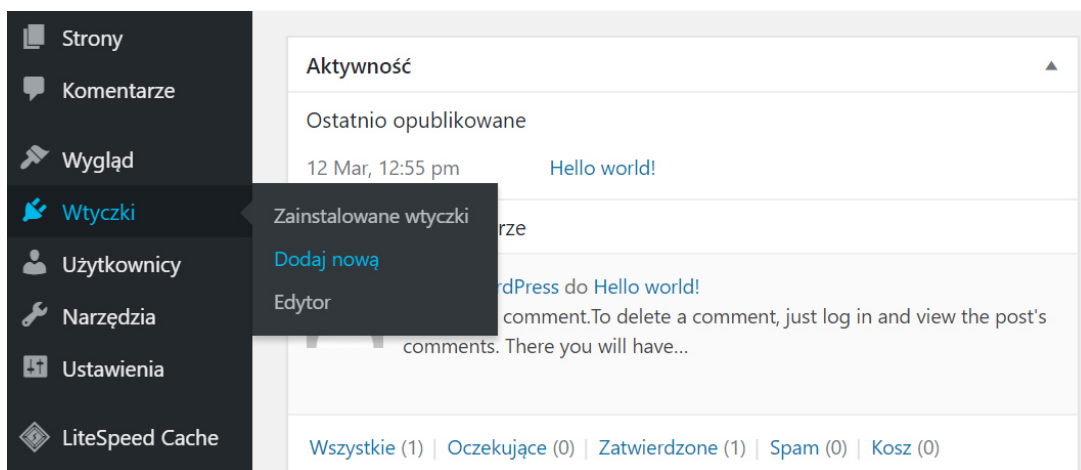 Strony
Komentarze
Wygląd
Wtyczki
Użytkownicy
Narzędzia
Ustawienia
LiteSpeed Cache
Zainstalowane wtyczki
Dodaj nową
Edytor
Aktywność
Ostatnio opublikowane
12 Mar, 12:55 pm Hello world!
rze
rdPress do Hello world!
comment.To delete a comment, just log in and view the post's
comments. There you will have...
Wszystkie (1) | Oczekujące (0) | Zatwierdzone (1) | Spam (0) | Kosz (0)